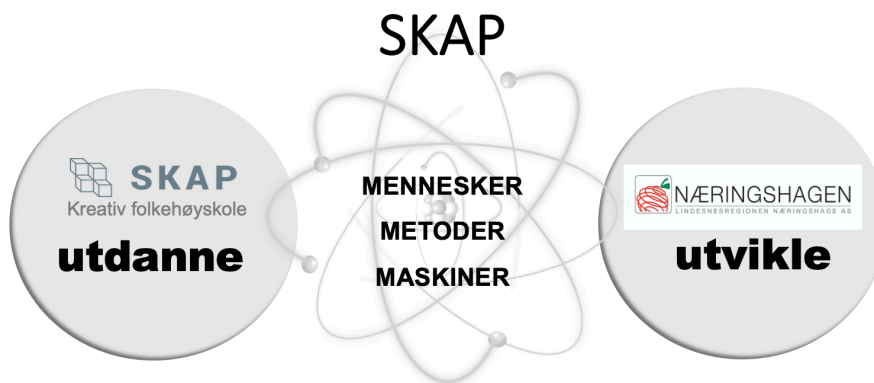 SKAP
SKAP
Kreativ folkehøyskole
utdanne
MENNESKER
METODER
MASKINER
NÆRINGSHAGEN
LINDESNESREGIONEN NÆRINGSHAGE AS
utvikle